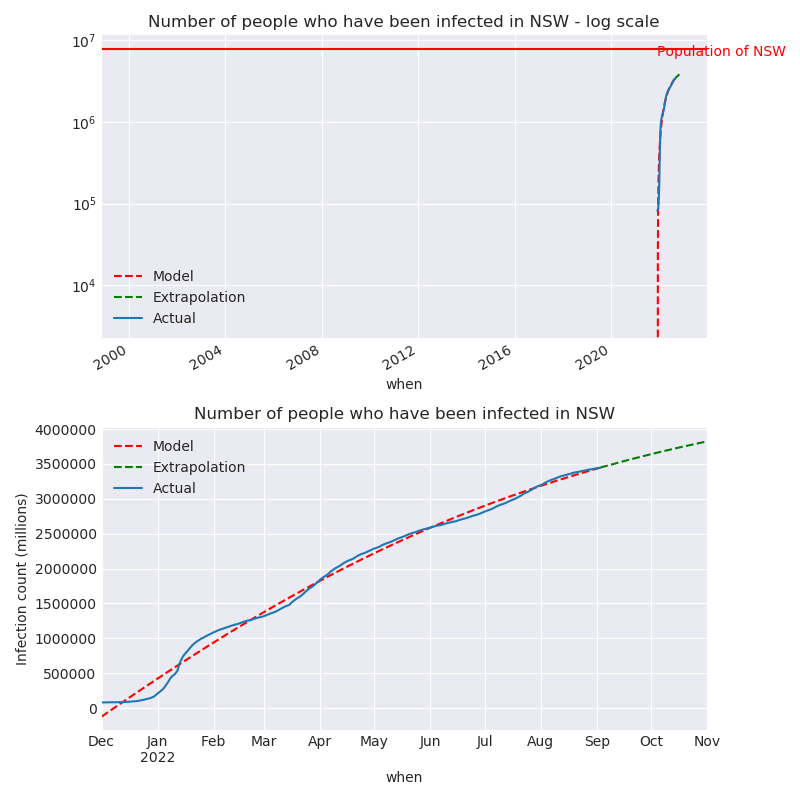 Number of people who have been infected in NSW - log scale
10^7
Population of NSW
10^6
10^5
10^4
Model
Extrapolation
Actual
2000 2004 2008 2012 2016 2020
when
Number of people who have been infected in NSW
4000000
3500000
3000000
2500000
2000000
1500000
1000000
500000
0
Infection count (millions)
Model
Extrapolation
Actual
Dec Jan Feb Mar Apr May Jun Jul Aug Sep Oct Nov
2022
when